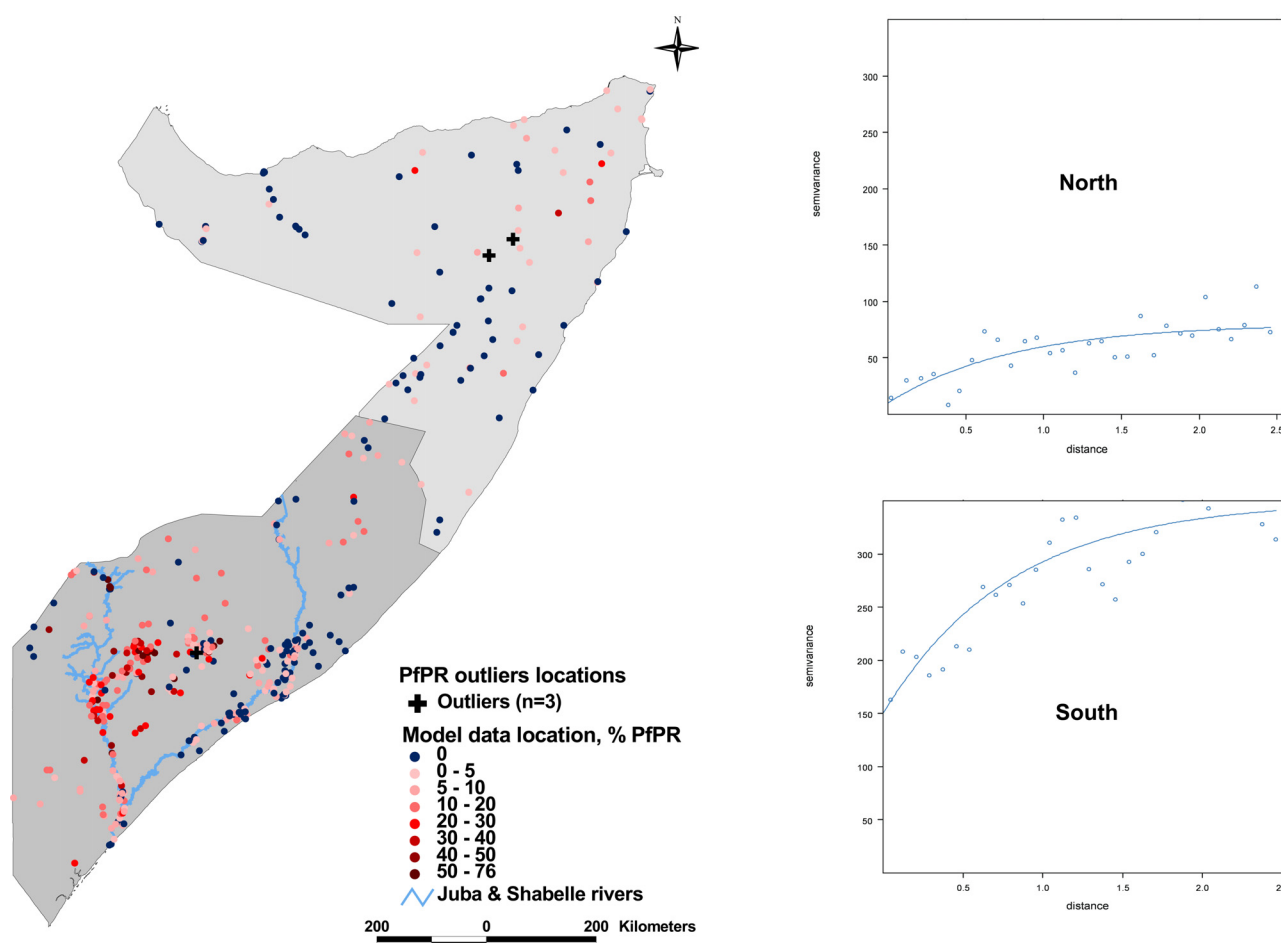 N
PfPR outliers locations
Outliers (n=3)
Model data location, % PfPR
0
0 - 5
5 - 10
10 - 20
20 - 30
30 - 40
40 - 50
50 - 76
Juba & Shabelle rivers
200 0 200 Kilometers
semivariance
300
250
200
150
100
50
North
0.5 1.0 1.5 2.0 2.5
distance
semivariance
300
250
200
150
100
50
South
0.5 1.0 1.5 2.0
distance